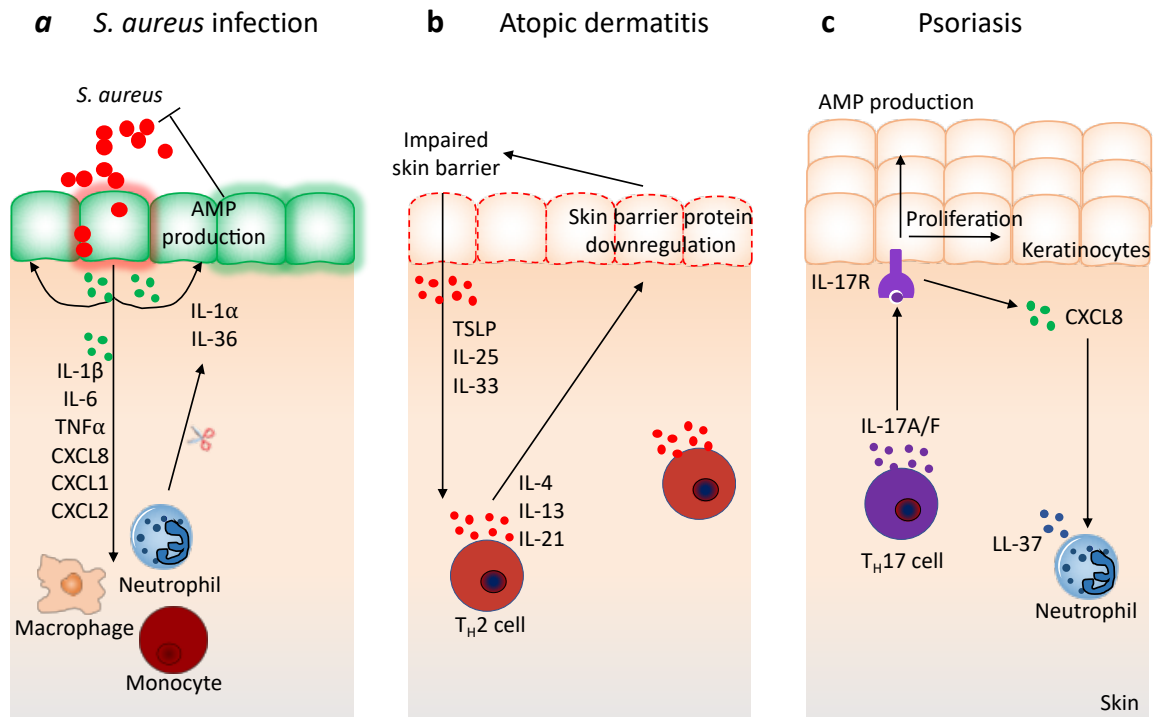 a S. aureus infection
S. aureus
AMP
production
IL-1α
IL-36
IL-1β
IL-6
TNFα
CXCL8
CXCL1
CXCL2
Neutrophil
Macrophage
Monocyte
b Atopic dermatitis
Impaired
skin barrier
Skin barrier protein
downregulation
TSLP
IL-25
IL-33
IL-4
IL-13
IL-21
TH2 cell
c Psoriasis
AMP production
Proliferation
Keratinocytes
IL-17R
CXCL8
IL-17A/F
TH17 cell
LL-37
Neutrophil
Skin